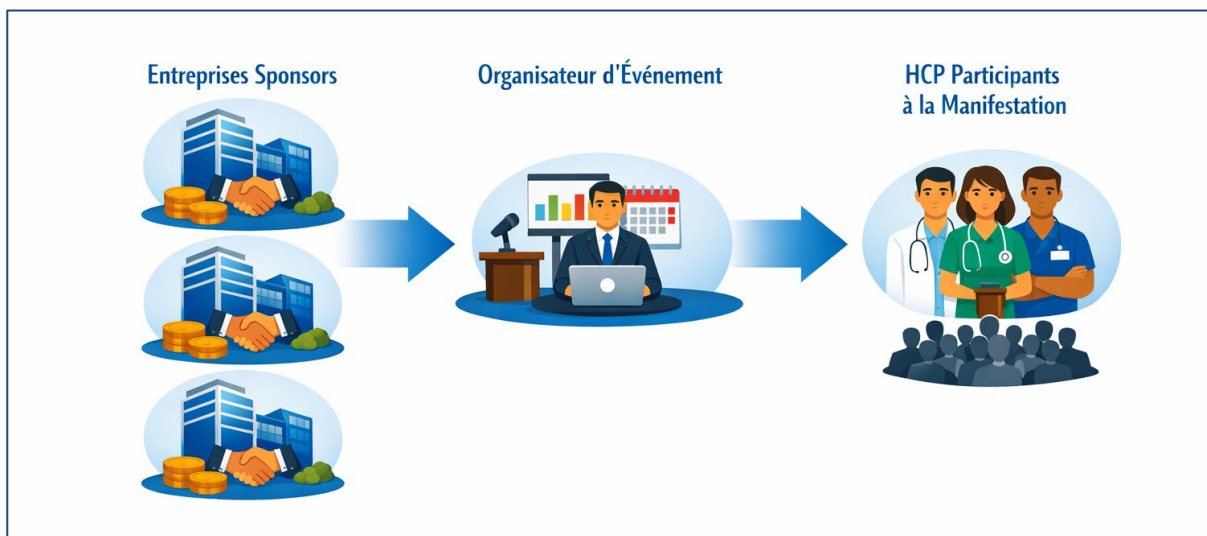 Entreprises Sponsors
Organisateur d'Événement
HCP Participants
à la Manifestation